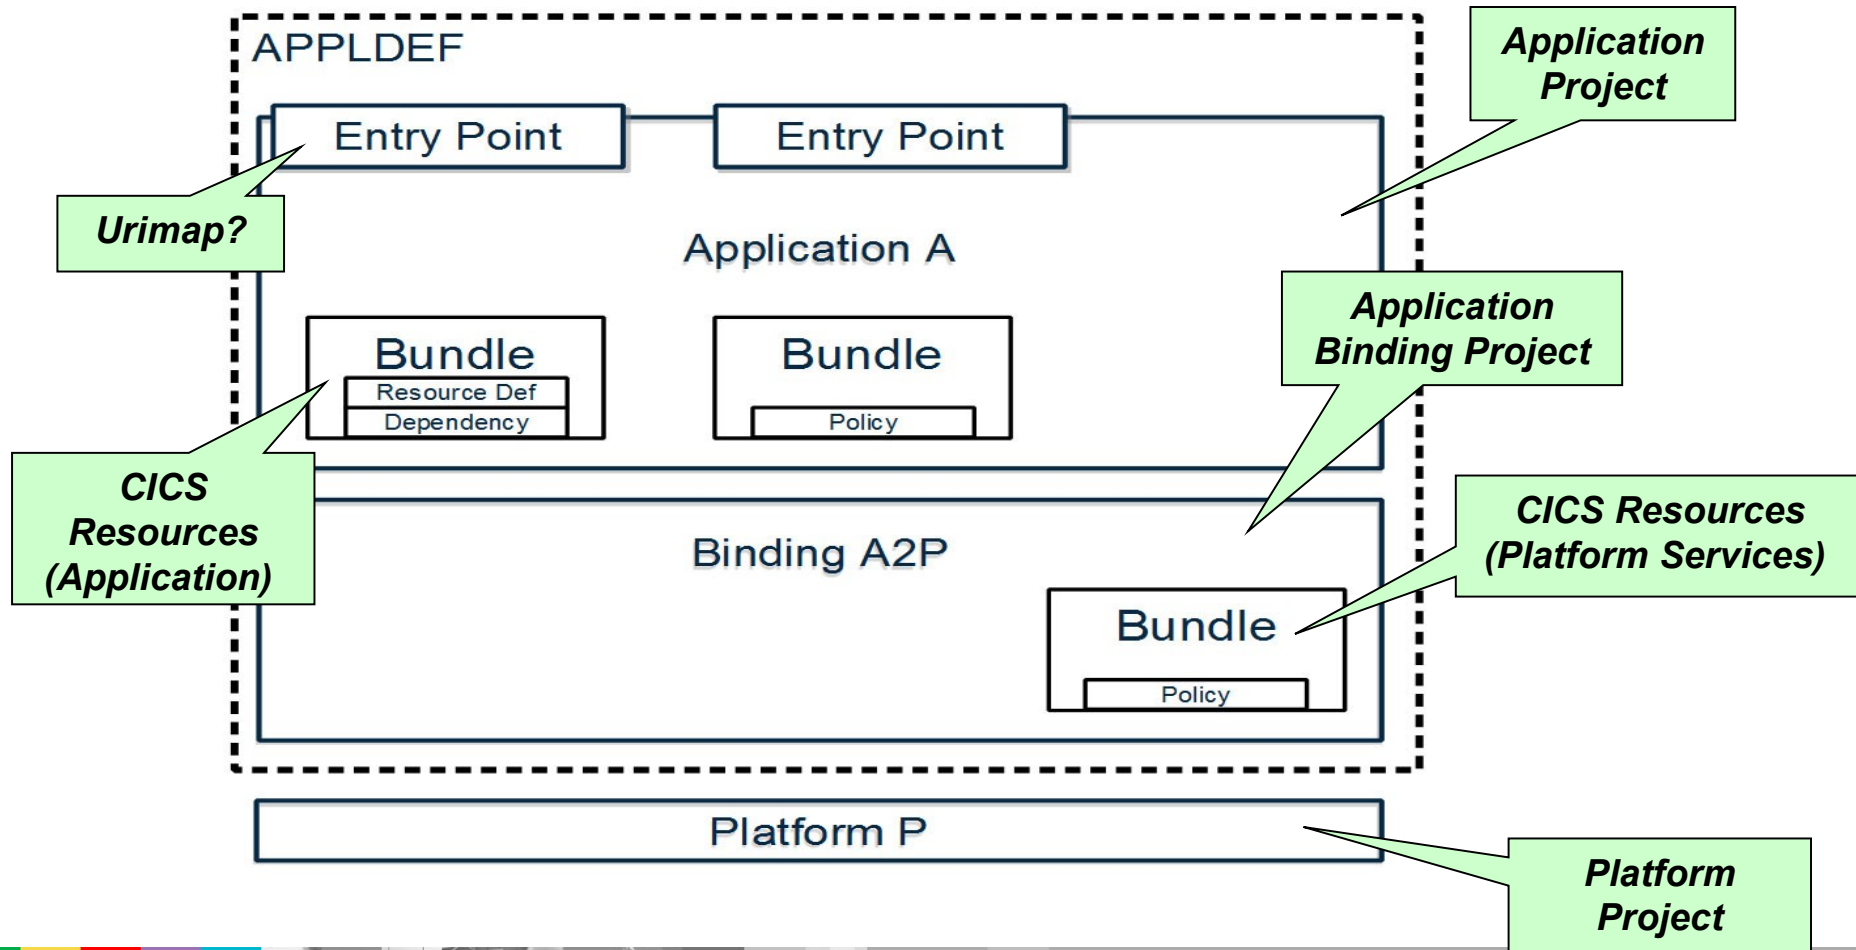 APPLDEF
Application
Project
Entry Point
Entry Point
Urimap?
Application A
Application
Binding Project
Bundle
Resource Def
Dependency
Bundle
Policy
CICS
Resources
(Application)
CICS Resources
(Platform Services)
Binding A2P
Bundle
Policy
Platform P
Platform
Project